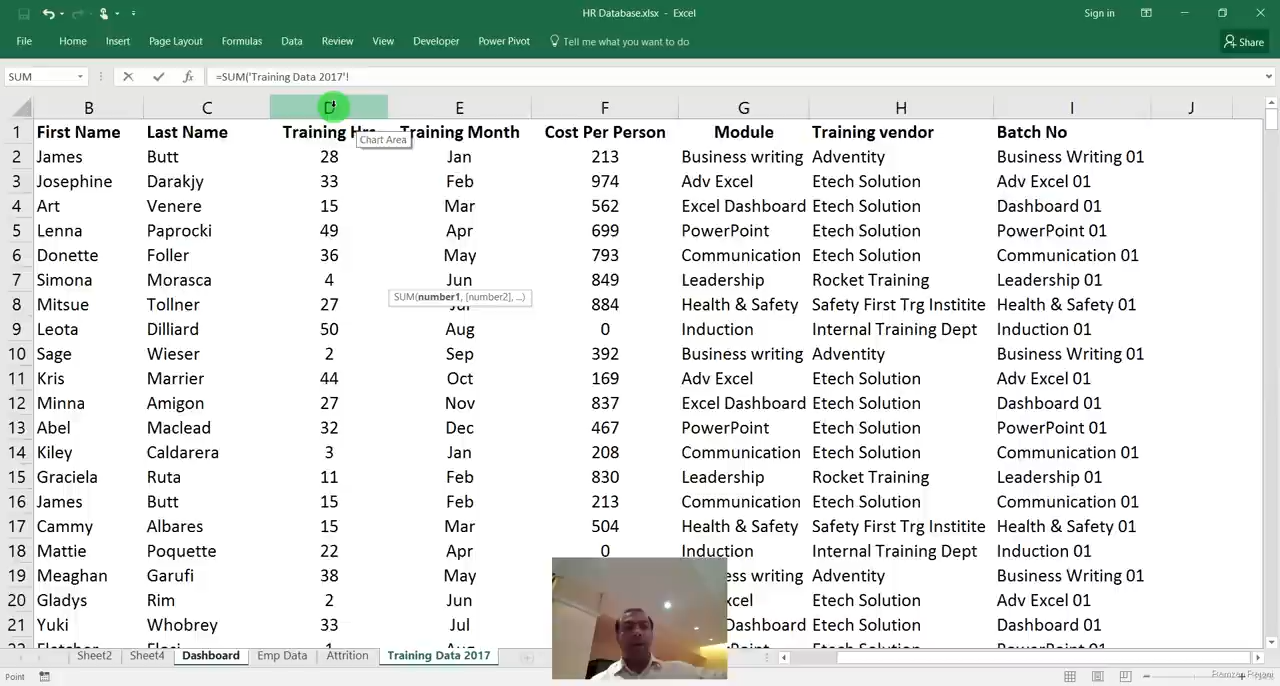 HR Database.xlsx - Excel
Sign in
File Home Insert Page Layout Formulas Data Review View Developer Power Pivot Tell me what you want to do Share
SUM fx =SUM('Training Data 2017'!
B C D E F G H I J
1 First Name Last Name Training Hrs Training Month Cost Per Person Module Training vendor Batch No
Chart Area
2 James Butt 28 Jan 213 Business writing Adventity Business Writing 01
3 Josephine Darakjy 33 Feb 974 Adv Excel Etech Solution Adv Excel 01
4 Art Venere 15 Mar 562 Excel Dashboard Etech Solution Dashboard 01
5 Lenna Paprocki 49 Apr 699 PowerPoint Etech Solution PowerPoint 01
6 Donette Foller 36 May 793 Communication Etech Solution Communication 01
7 Simona Morasca 4 Jun 849 Leadership Rocket Training Leadership 01
SUM(number1, [number2], ...)
8 Mitsue Tollner 27 Jul 884 Health & Safety Safety First Trg Institite Health & Safety 01
9 Leota Dilliard 50 Aug 0 Induction Internal Training Dept Induction 01
10 Sage Wieser 2 Sep 392 Business writing Adventity Business Writing 01
11 Kris Marrier 44 Oct 169 Adv Excel Etech Solution Adv Excel 01
12 Minna Amigon 27 Nov 837 Excel Dashboard Etech Solution Dashboard 01
13 Abel Maclead 32 Dec 467 PowerPoint Etech Solution PowerPoint 01
14 Kiley Caldarera 3 Jan 208 Communication Etech Solution Communication 01
15 Graciela Ruta 11 Feb 830 Leadership Rocket Training Leadership 01
16 James Butt 15 Feb 213 Communication Etech Solution Communication 01
17 Cammy Albares 15 Mar 504 Health & Safety Safety First Trg Institite Health & Safety 01
18 Mattie Poquette 22 Apr 0 Induction Internal Training Dept Induction 01
19 Meaghan Garufi 38 May ess writing Adventity Business Writing 01
20 Gladys Rim 2 Jun xcel Etech Solution Adv Excel 01
21 Yuki Whobrey 33 Jul Dashboard Etech Solution Dashboard 01
Sheet2 Sheet4 Dashboard Emp Data Attrition Training Data 2017
Point